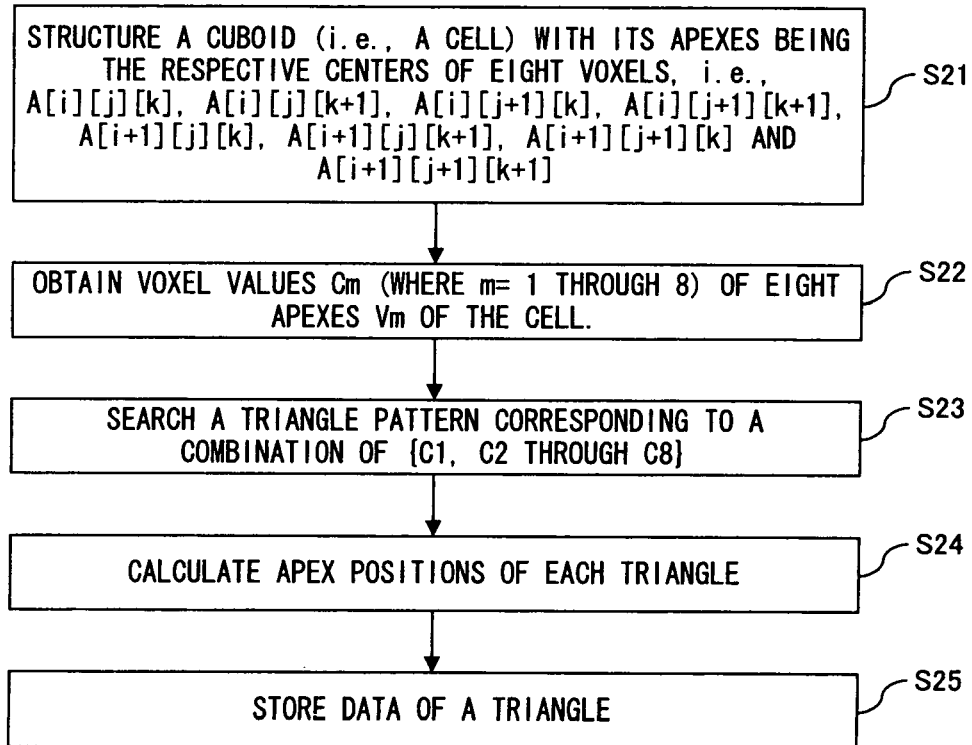 STRUCTURE A CUBOID (i.e., A CELL) WITH ITS APEXES BEING
THE RESPECTIVE CENTERS OF EIGHT VOXELS, i.e.,
A[i][j][k], A[i][j][k+1], A[i][j+1][k], A[i][j+1][k+1],
A[i+1][j][k], A[i+1][j][k+1], A[i+1][j+1][k] AND
A[i+1][j+1][k+1]
S21
OBTAIN VOXEL VALUES Cm (WHERE m= 1 THROUGH 8) OF EIGHT
APEXES Vm OF THE CELL.
S22
SEARCH A TRIANGLE PATTERN CORRESPONDING TO A
COMBINATION OF {C1, C2 THROUGH C8}
S23
CALCULATE APEX POSITIONS OF EACH TRIANGLE
S24
STORE DATA OF A TRIANGLE
S25